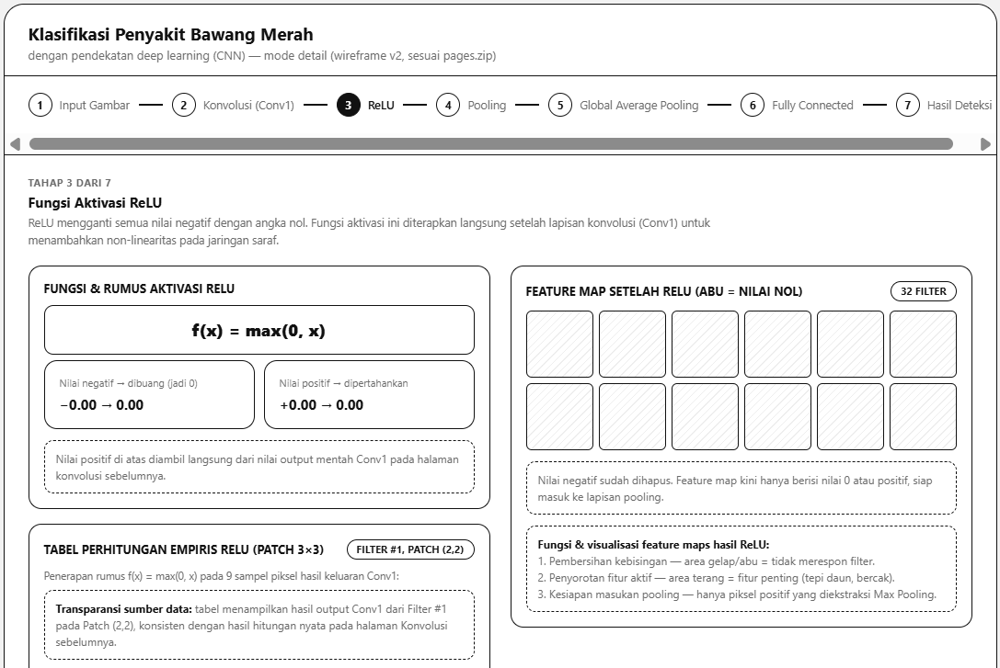 Klasifikasi Penyakit Bawang Merah
dengan pendekatan deep learning (CNN) — mode detail (wireframe v2, sesuai pages.zip)
1 Input Gambar
2 Konvolusi (Conv1)
3 ReLU
4 Pooling
5 Global Average Pooling
6 Fully Connected
7 Hasil Deteksi
TAHAP 3 DARI 7
Fungsi Aktivasi ReLU
ReLU mengganti semua nilai negatif dengan angka nol. Fungsi aktivasi ini diterapkan langsung setelah lapisan konvolusi (Conv1) untuk
menambahkan non-linearitas pada jaringan saraf.
FUNGSI & RUMUS AKTIVASI RELU
f(x) = max(0, x)
Nilai negatif → dibuang (jadi 0)
−0.00 → 0.00
Nilai positif → dipertahankan
+0.00 → 0.00
Nilai positif di atas diambil langsung dari nilai output mentah Conv1 pada halaman
konvolusi sebelumnya.
TABEL PERHITUNGAN EMPIRIS RELU (PATCH 3×3)
FILTER #1, PATCH (2,2)
Penerapan rumus f(x) = max(0, x) pada 9 sampel piksel hasil keluaran Conv1:
Transparansi sumber data: tabel menampilkan hasil output Conv1 dari Filter #1
pada Patch (2,2), konsisten dengan hasil hitungan nyata pada halaman Konvolusi
sebelumnya.
FEATURE MAP SETELAH RELU (ABU = NILAI NOL)
32 FILTER
Nilai negatif sudah dihapus. Feature map kini hanya berisi nilai 0 atau positif, siap
masuk ke lapisan pooling.
Fungsi & visualisasi feature maps hasil ReLU:
1. Pembersihan kebisingan — area gelap/abu = tidak merespon filter.
2. Penyorotan fitur aktif — area terang = fitur penting (tepi daun, bercak).
3. Kesiapan masukan pooling — hanya piksel positif yang diekstraksi Max Pooling.